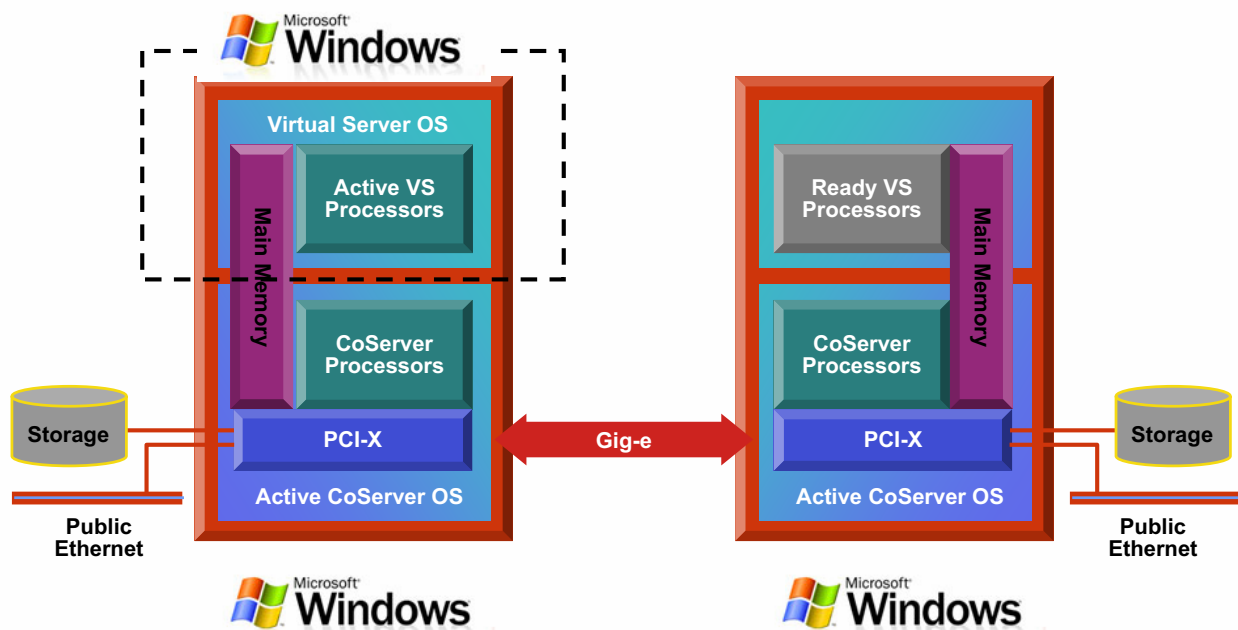 Microsoft
Windows
Virtual Server OS
Active VS
Processors
Main Memory
CoServer
Processors
PCI-X
Active CoServer OS
Storage
Public
Ethernet
Gig-e
Ready VS
Processors
Main Memory
CoServer
Processors
PCI-X
Active CoServer OS
Storage
Public
Ethernet
Microsoft
Windows
Microsoft
Windows